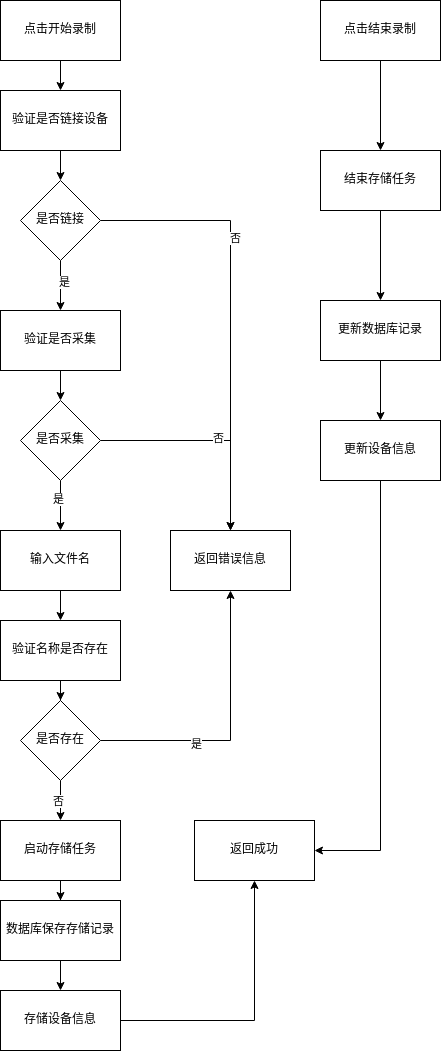 点击开始录制
点击结束录制
验证是否链接设备
结束存储任务
是否链接
否
是
验证是否采集
更新数据库记录
是否采集
否
更新设备信息
是
输入文件名
返回错误信息
验证名称是否存在
是否存在
是
否
启动存储任务
返回成功
数据库保存存储记录
存储设备信息